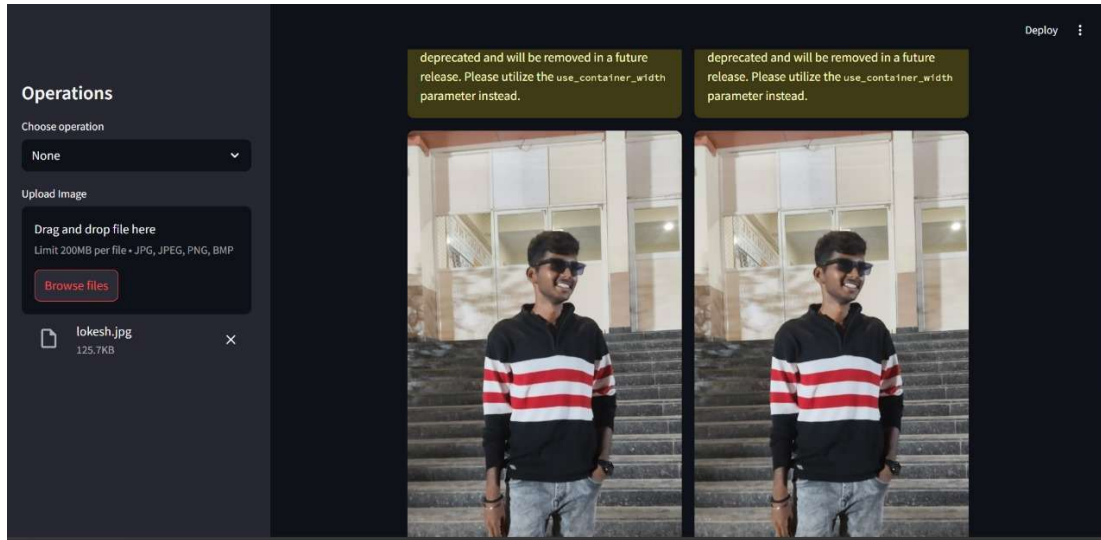 Deploy
Operations
Choose operation
None
Upload Image
Drag and drop file here
Limit 200MB per file • JPG, JPEG, PNG, BMP
Browse files
lokesh.jpg
125.7KB
deprecated and will be removed in a future
release. Please utilize the use_container_width
parameter instead.
deprecated and will be removed in a future
release. Please utilize the use_container_width
parameter instead.